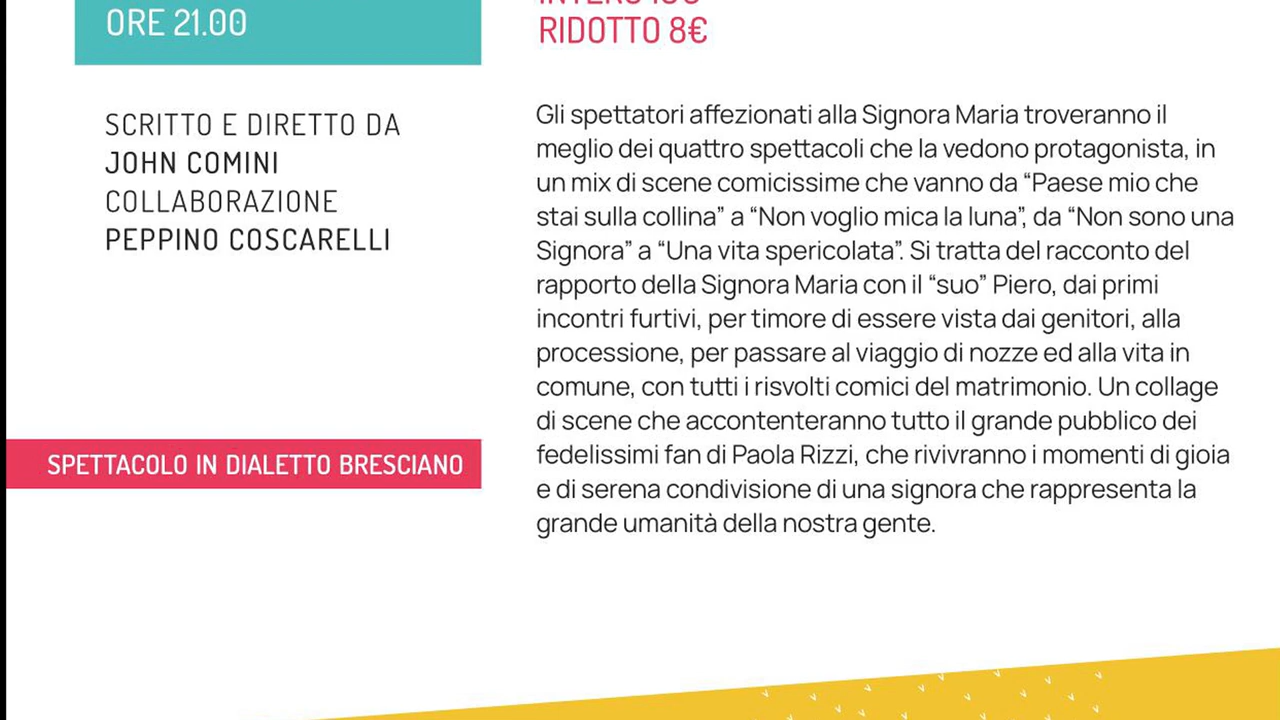 ORE 21.00
RIDOTTO 8€
SCRITTO E DIRETTO DA
JOHN COMINI
COLLABORAZIONE
PEPPINO COSCARELLI
SPETTACOLO IN DIALETTO BRESCIANO
Gli spettatori affezionati alla Signora Maria troveranno il
meglio dei quattro spettacoli che la vedono protagonista, in
un mix di scene comicissime che vanno da “Paese mio che
stai sulla collina” a “Non voglio mica la luna”, da “Non sono una
Signora” a “Una vita spericolata”. Si tratta del racconto del
rapporto della Signora Maria con il “suo” Piero, dai primi
incontri furtivi, per timore di essere vista dai genitori, alla
processione, per passare al viaggio di nozze ed alla vita in
comune, con tutti i risvolti comici del matrimonio. Un collage
di scene che accontenteranno tutto il grande pubblico dei
fedelissimi fan di Paola Rizzi, che rivivranno i momenti di gioia
e di serena condivisione di una signora che rappresenta la
grande umanità della nostra gente.